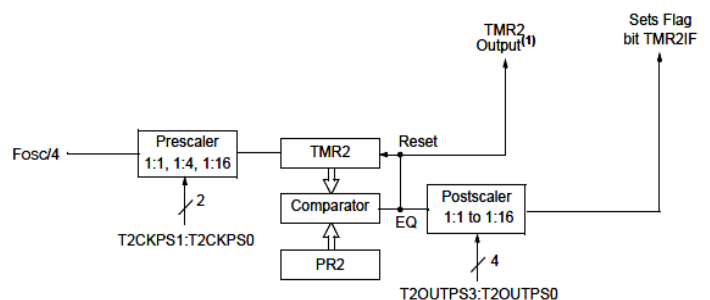 Sets Flag
bit TMR2IF
TMR2
Output(1)
Fosc/4
Prescaler
1:1, 1:4, 1:16
TMR2
Reset
2
T2CKPS1:T2CKPS0
Comparator
EQ
Postscaler
1:1 to 1:16
PR2
4
T2OUTPS3:T2OUTPS0